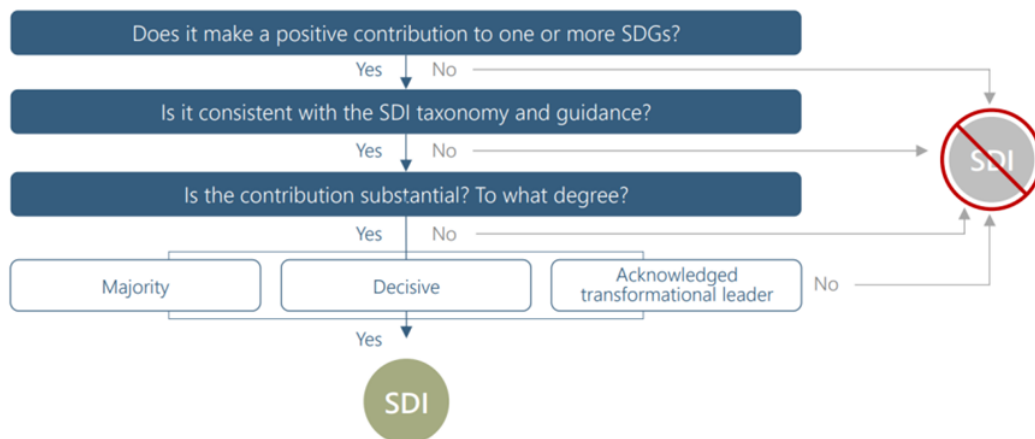 Does it make a positive contribution to one or more SDGs?
Yes No
Is it consistent with the SDI taxonomy and guidance?
Yes No
SDI
Is the contribution substantial? To what degree?
Yes No
Majority
Decisive
Acknowledged
transformational leader
No
Yes
SDI